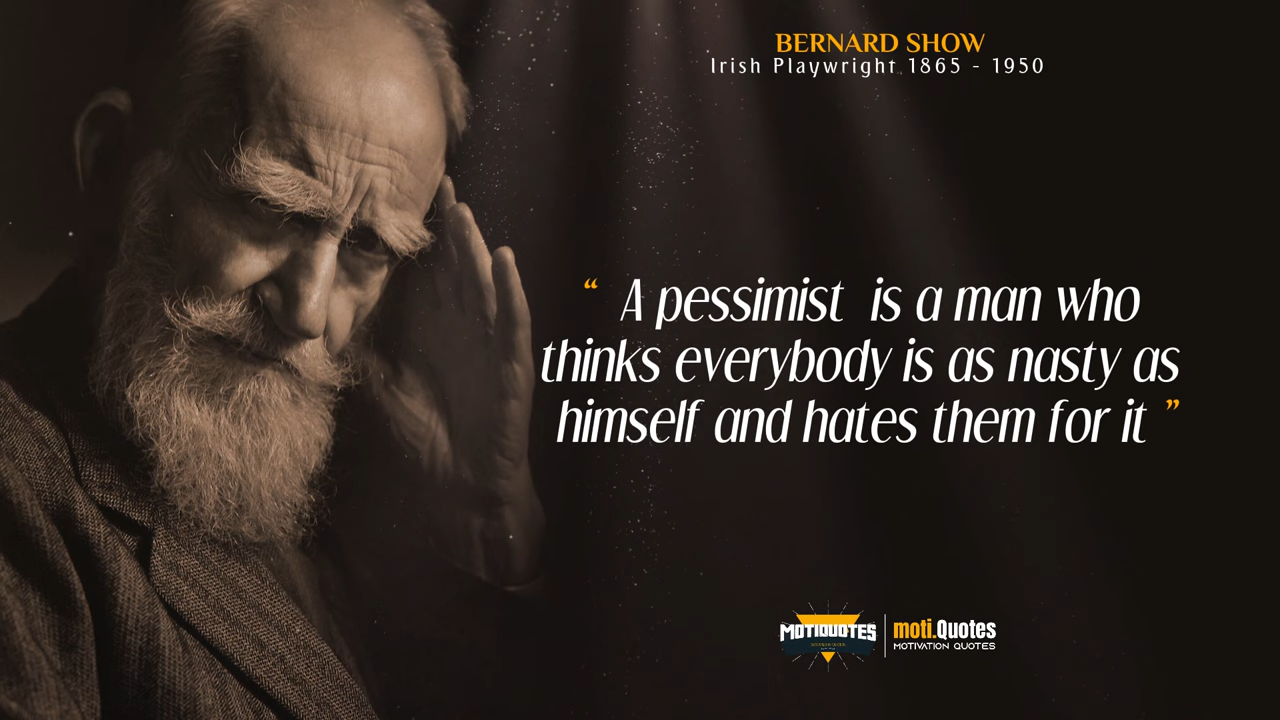 BERNARD SHOW
Irish Playwright 1865 - 1950
“ A pessimist is a man who
thinks everybody is as nasty as
himself and hates them for it ”
MOTIQUOTES
moti.Quotes
MOTIVATION QUOTES